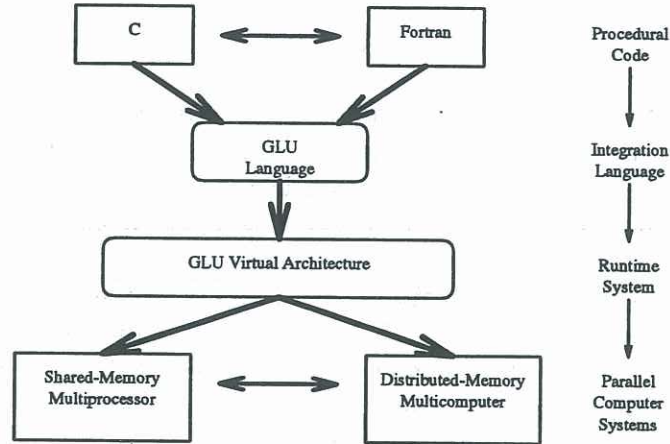 C
Fortran
Procedural
Code
GLU
Language
Integration
Language
GLU Virtual Architecture
Runtime
System
Shared-Memory
Multiprocessor
Distributed-Memory
Multicomputer
Parallel
Computer
Systems